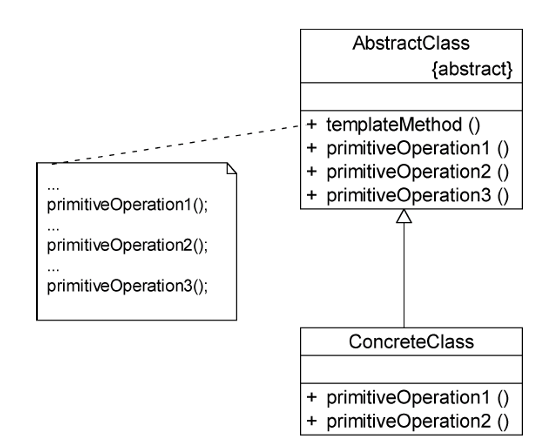 AbstractClass
{abstract}
+ templateMethod ()
+ primitiveOperation1 ()
+ primitiveOperation2 ()
+ primitiveOperation3 ()
...
primitiveOperation1();
...
primitiveOperation2();
...
primitiveOperation3();
ConcreteClass
+ primitiveOperation1 ()
+ primitiveOperation2 ()